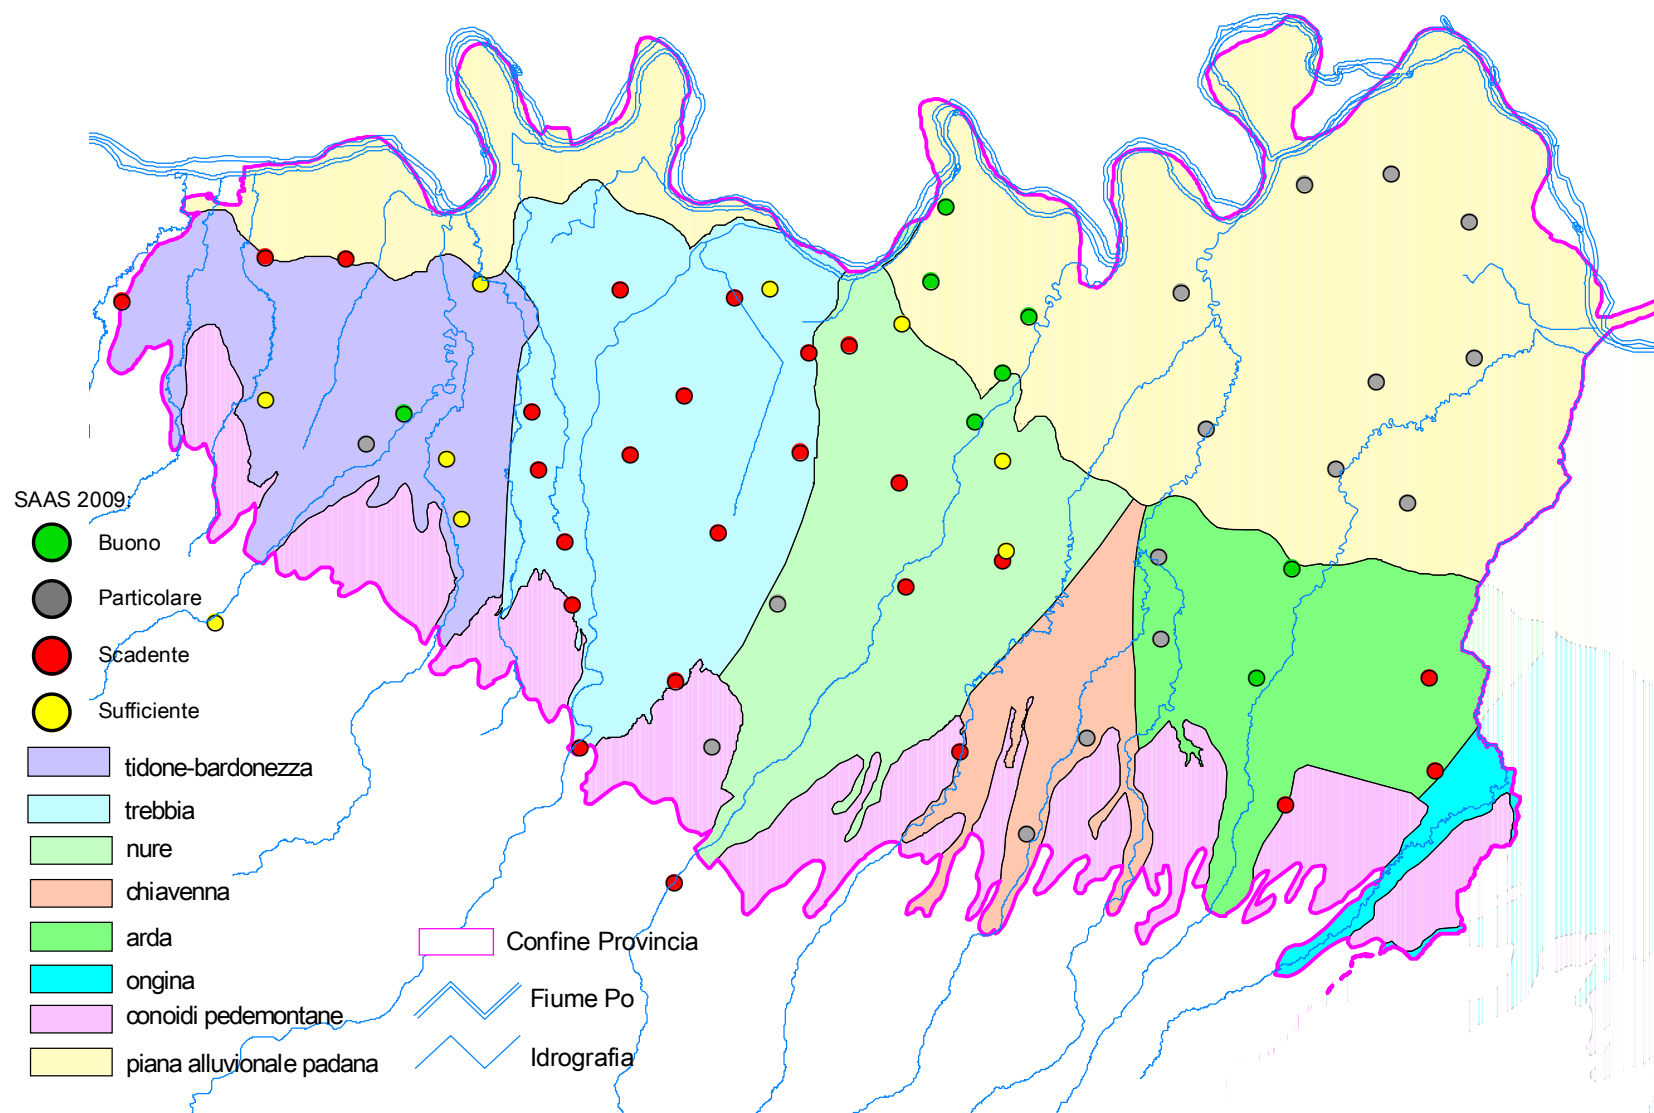 SAAS 2009:
Buono
Particolare
Scadente
Sufficiente
tidone-bardonezza
trebbia
nure
chiavenna
arda
ongina
conoidi pedemontane
piana alluvionale padana
Confine Provincia
Fiume Po
Idrografia